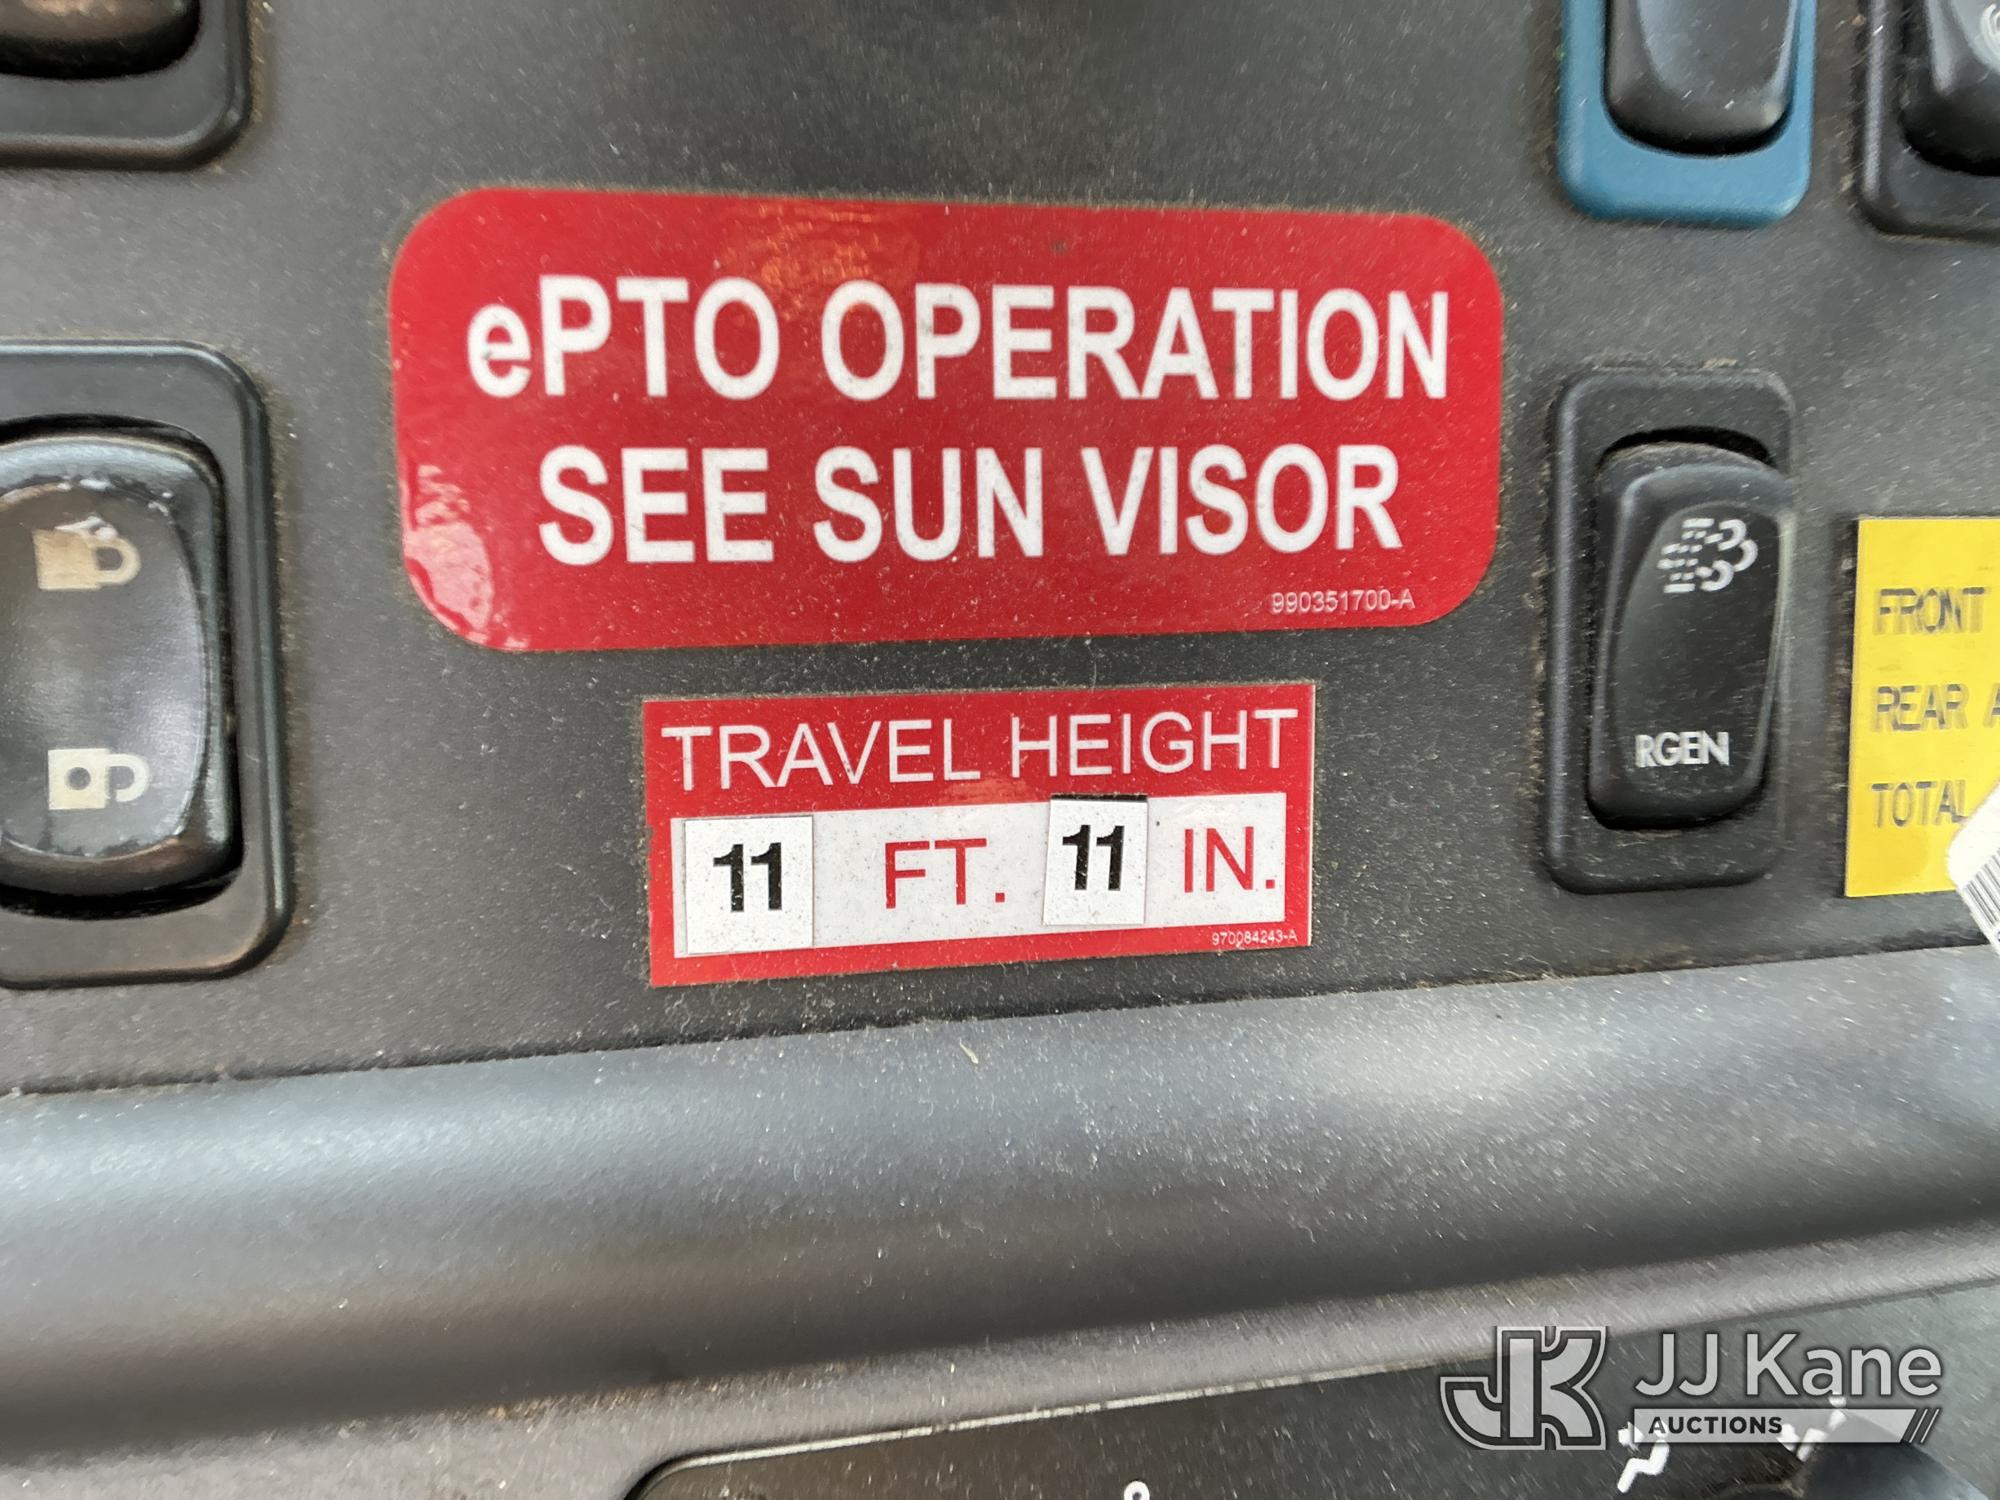 ePTO OPERATION
SEE SUN VISOR
990351700-A
TRAVEL HEIGHT
11 FT. 11 IN.
970084243-A
RGEN
FRONT
REAR A
TOTAL
JK JJ Kane
AUCTIONS